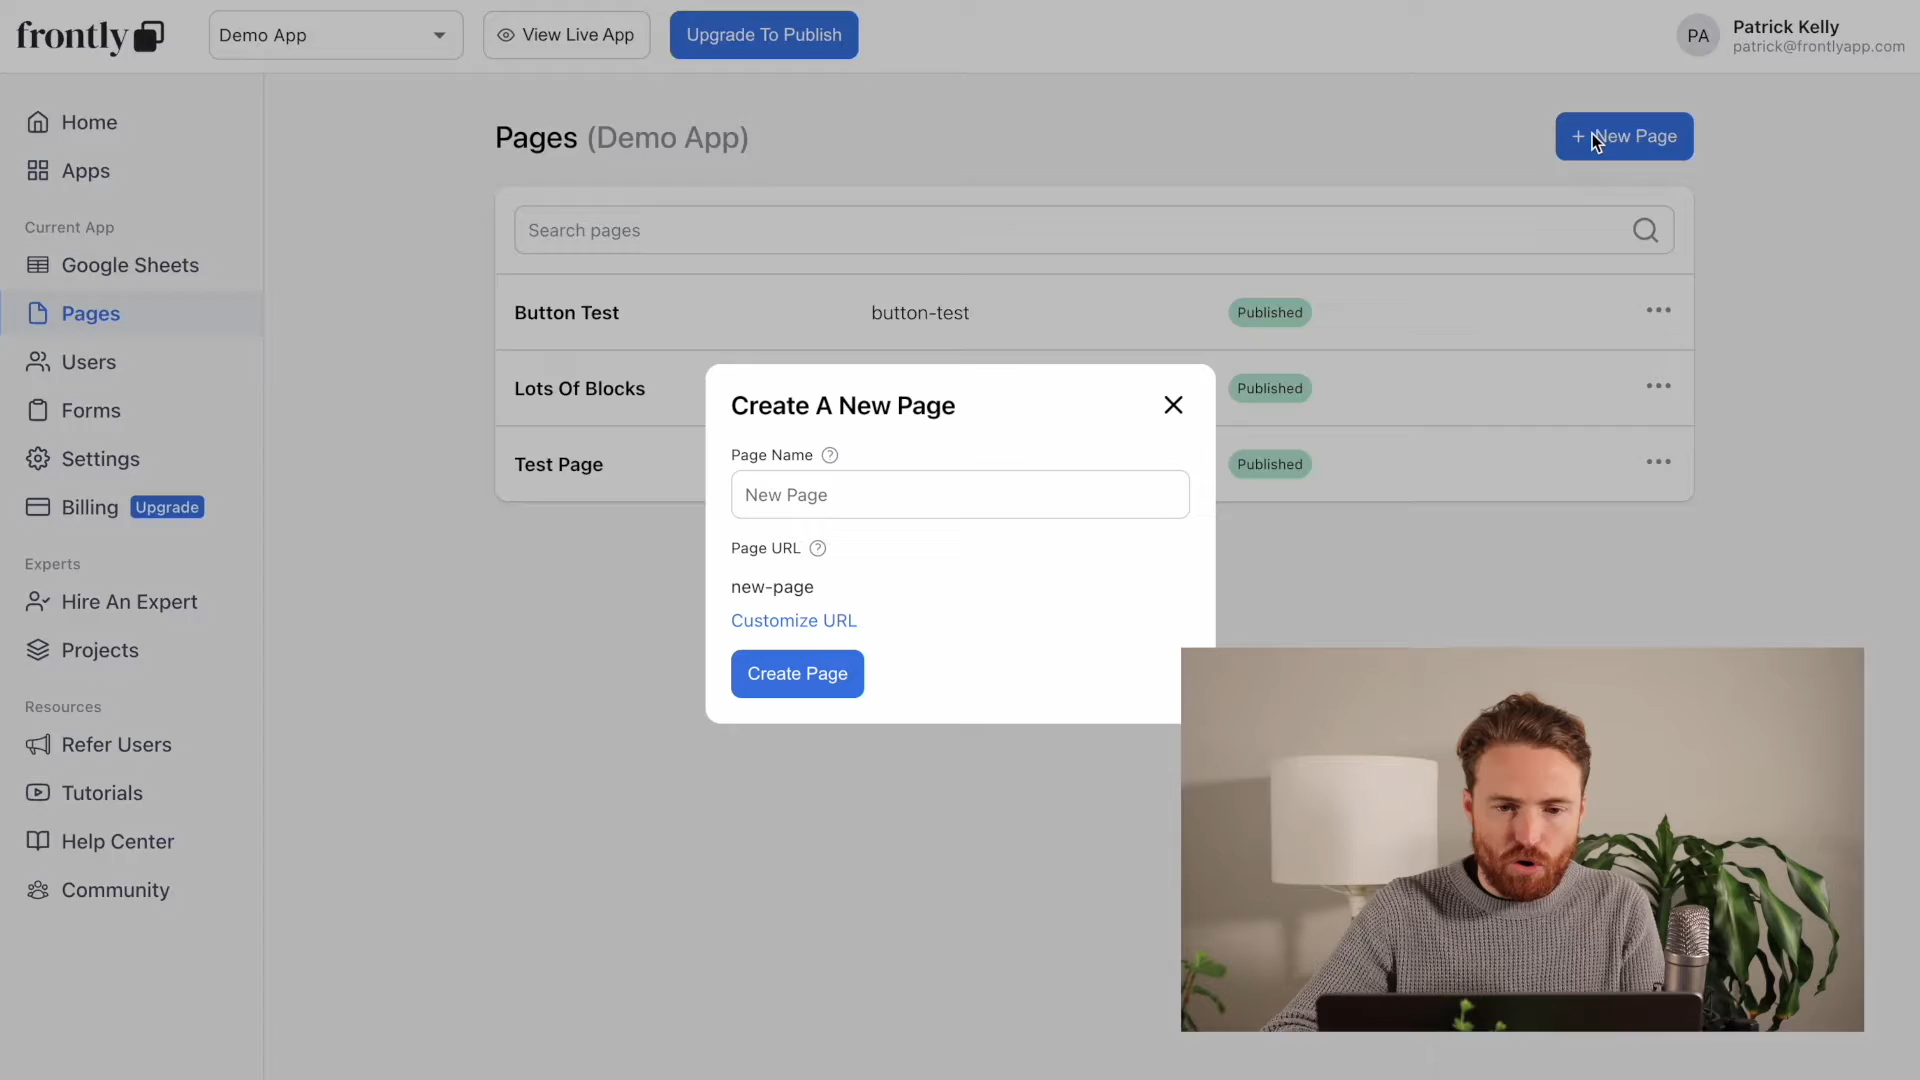 frontly
Demo App
View Live App
Upgrade To Publish
PA
Patrick Kelly
patrick@frontlyapp.com
Home
Apps
Current App
Google Sheets
Pages
Users
Forms
Settings
Billing Upgrade
Experts
Hire An Expert
Projects
Resources
Refer Users
Tutorials
Help Center
Community
Pages (Demo App)
+ New Page
Search pages
Button Test button-test Published
Lots Of Blocks Published
Test Page Published
Create A New Page
Page Name
New Page
Page URL
new-page
Customize URL
Create Page